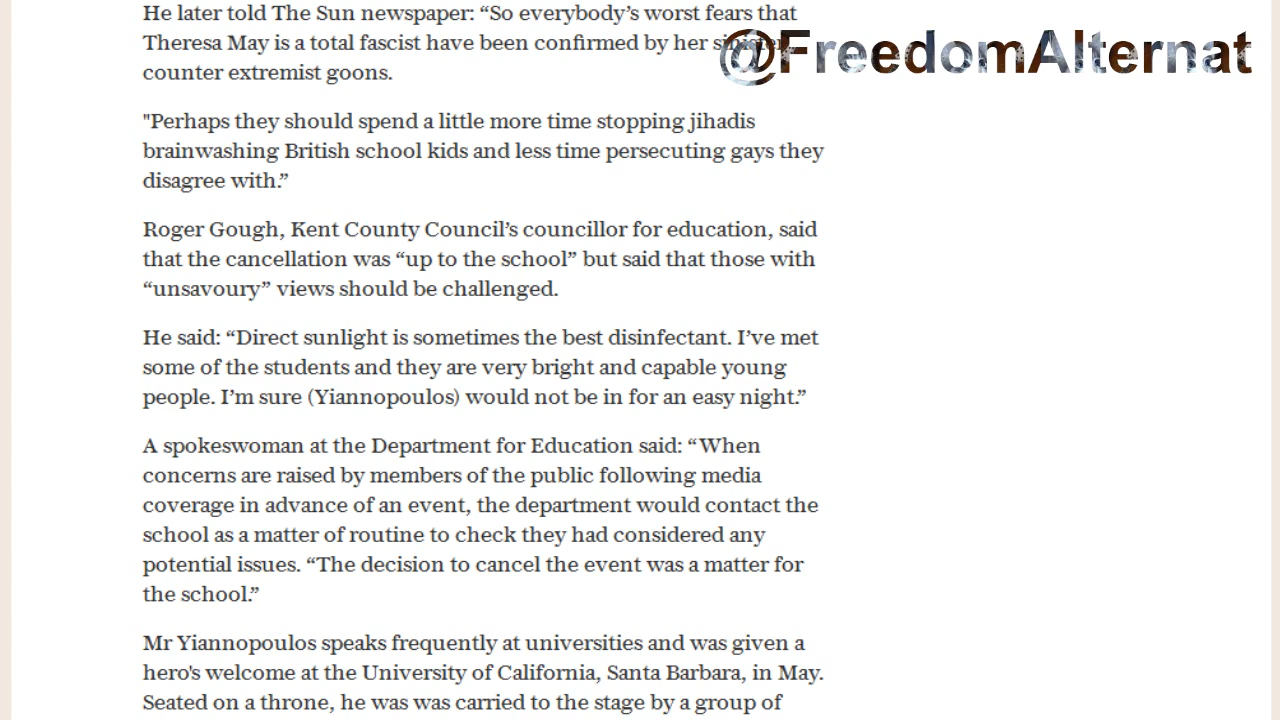 He later told The Sun newspaper: “So everybody’s worst fears that
Theresa May is a total fascist have been confirmed by her sinister
counter extremist goons.
@FreedomAlternat
"Perhaps they should spend a little more time stopping jihadis
brainwashing British school kids and less time persecuting gays they
disagree with.”
Roger Gough, Kent County Council’s councillor for education, said
that the cancellation was “up to the school” but said that those with
“unsavoury” views should be challenged.
He said: “Direct sunlight is sometimes the best disinfectant. I’ve met
some of the students and they are very bright and capable young
people. I’m sure (Yiannopoulos) would not be in for an easy night.”
A spokeswoman at the Department for Education said: “When
concerns are raised by members of the public following media
coverage in advance of an event, the department would contact the
school as a matter of routine to check they had considered any
potential issues. “The decision to cancel the event was a matter for
the school.”
Mr Yiannopoulos speaks frequently at universities and was given a
hero's welcome at the University of California, Santa Barbara, in May.
Seated on a throne, he was was carried to the stage by a group of